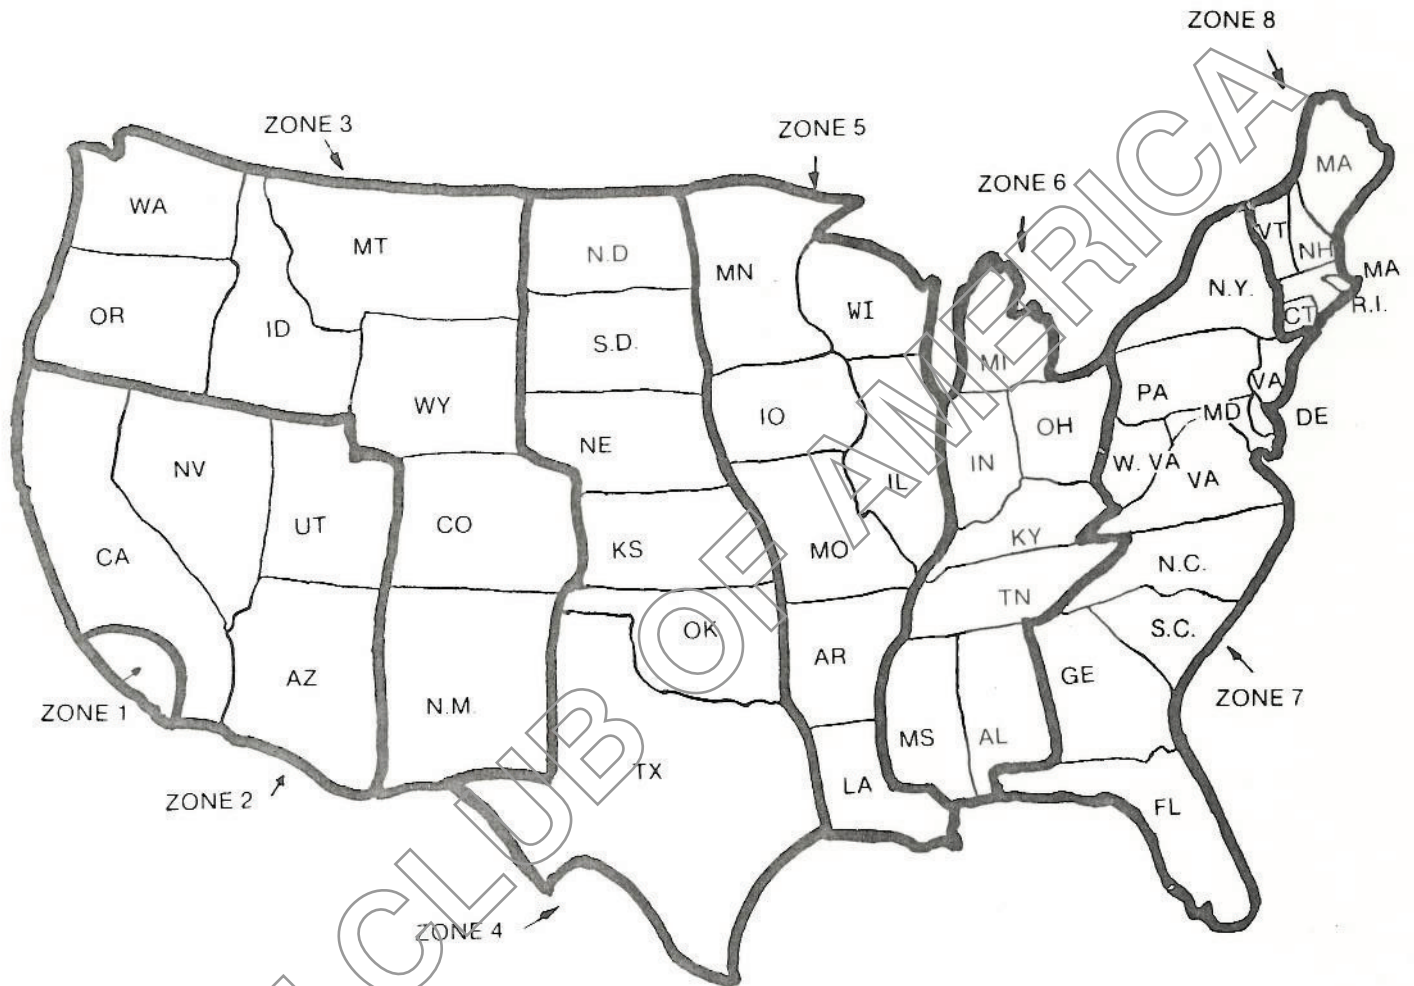 ZONE 8
ZONE 3
ZONE 5
ZONE 6
WA
MT
N.D
MN
WI
MA
VT
NH
MA
R.I.
CT
N.Y.
OR
ID
S.D.
WY
NE
IO
IL
MI
IN
OH
PA
VA
MD
DE
W. VA
VA
NV
UT
CO
KS
MO
KY
CA
N.C.
TN
S.C.
AZ
N.M.
OK
AR
GE
ZONE 7
ZONE 1
ZONE 2
TX
LA
MS
AL
FL
ZONE 4
CLUB OF AMERICA